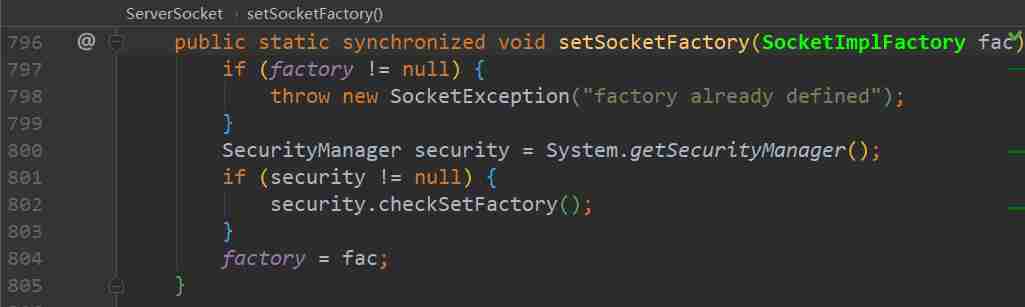 ServerSocket › setSocketFactory()
796 @ public static synchronized void setSocketFactory(SocketImplFactory fac)
797 if (factory != null) {
798 throw new SocketException("factory already defined");
799 }
800 SecurityManager security = System.getSecurityManager();
801 if (security != null) {
802 security.checkSetFactory();
803 }
804 factory = fac;
805 }